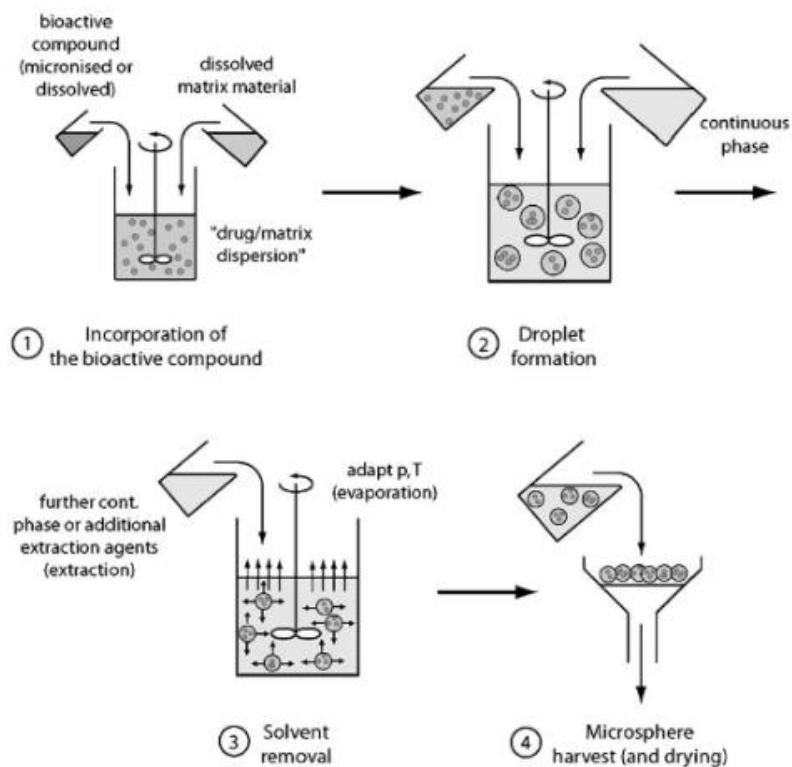 bioactive
compound
(micronised or
dissolved)
dissolved
matrix material
"drug/matrix
dispersion"
1 Incorporation of
the bioactive compound
continuous
phase
2 Droplet
formation
further cont.
phase or additional
extraction agents
(extraction)
adapt p,T
(evaporation)
3 Solvent
removal
4 Microsphere
harvest (and drying)